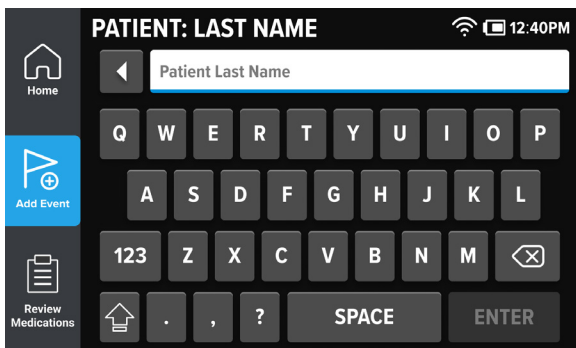 PATIENT: LAST NAME
12:40PM
Home
Patient Last Name
Q W E R T Y U I O P
Add Event
A S D F G H J K L
123 Z X C V B N M
Review
Medications
. , ? SPACE ENTER